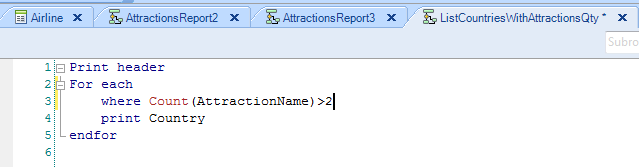 Airline AttractionsReport2 AttractionsReport3 ListCountriesWithAttractionsQty *
Subro
1 Print header
2 For each
3 where Count(AttractionName)>2
4 print Country
5 endfor
6